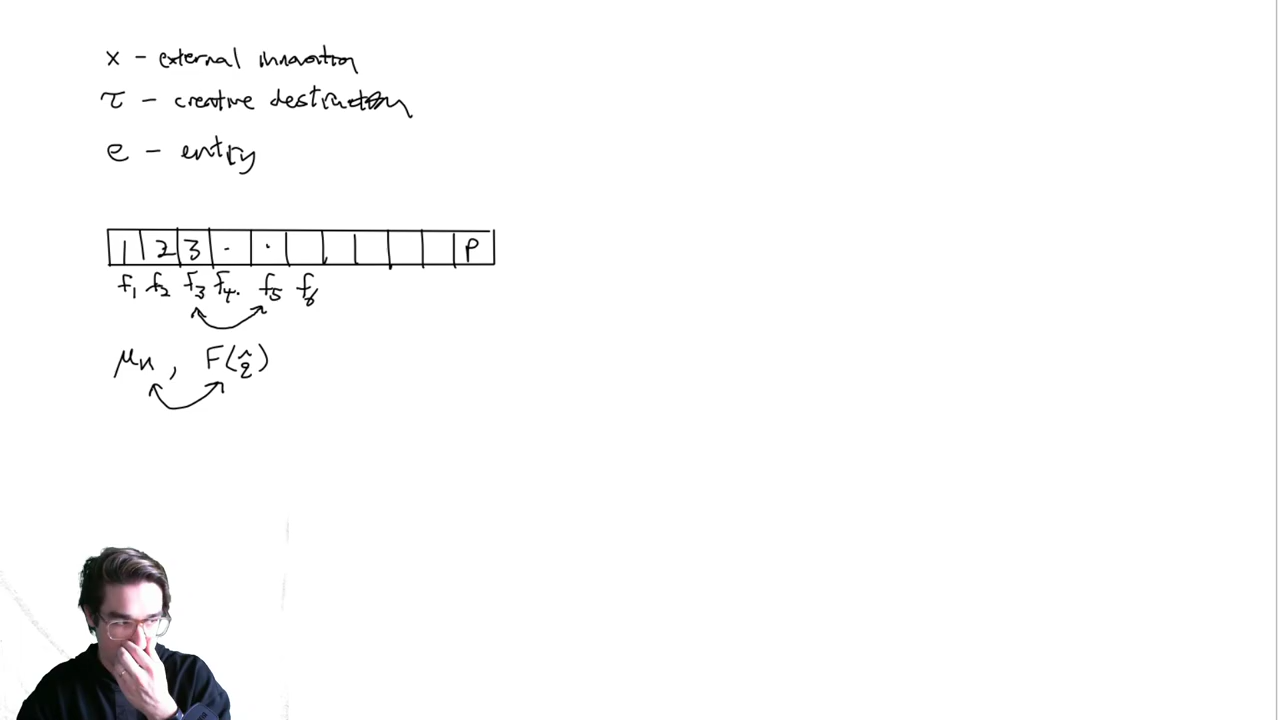 x - external innovation
τ - creative destruction
e - entry
1 2 3 . . P
f1 f2 f3 f4. f5 f6
μn, F(q̂)